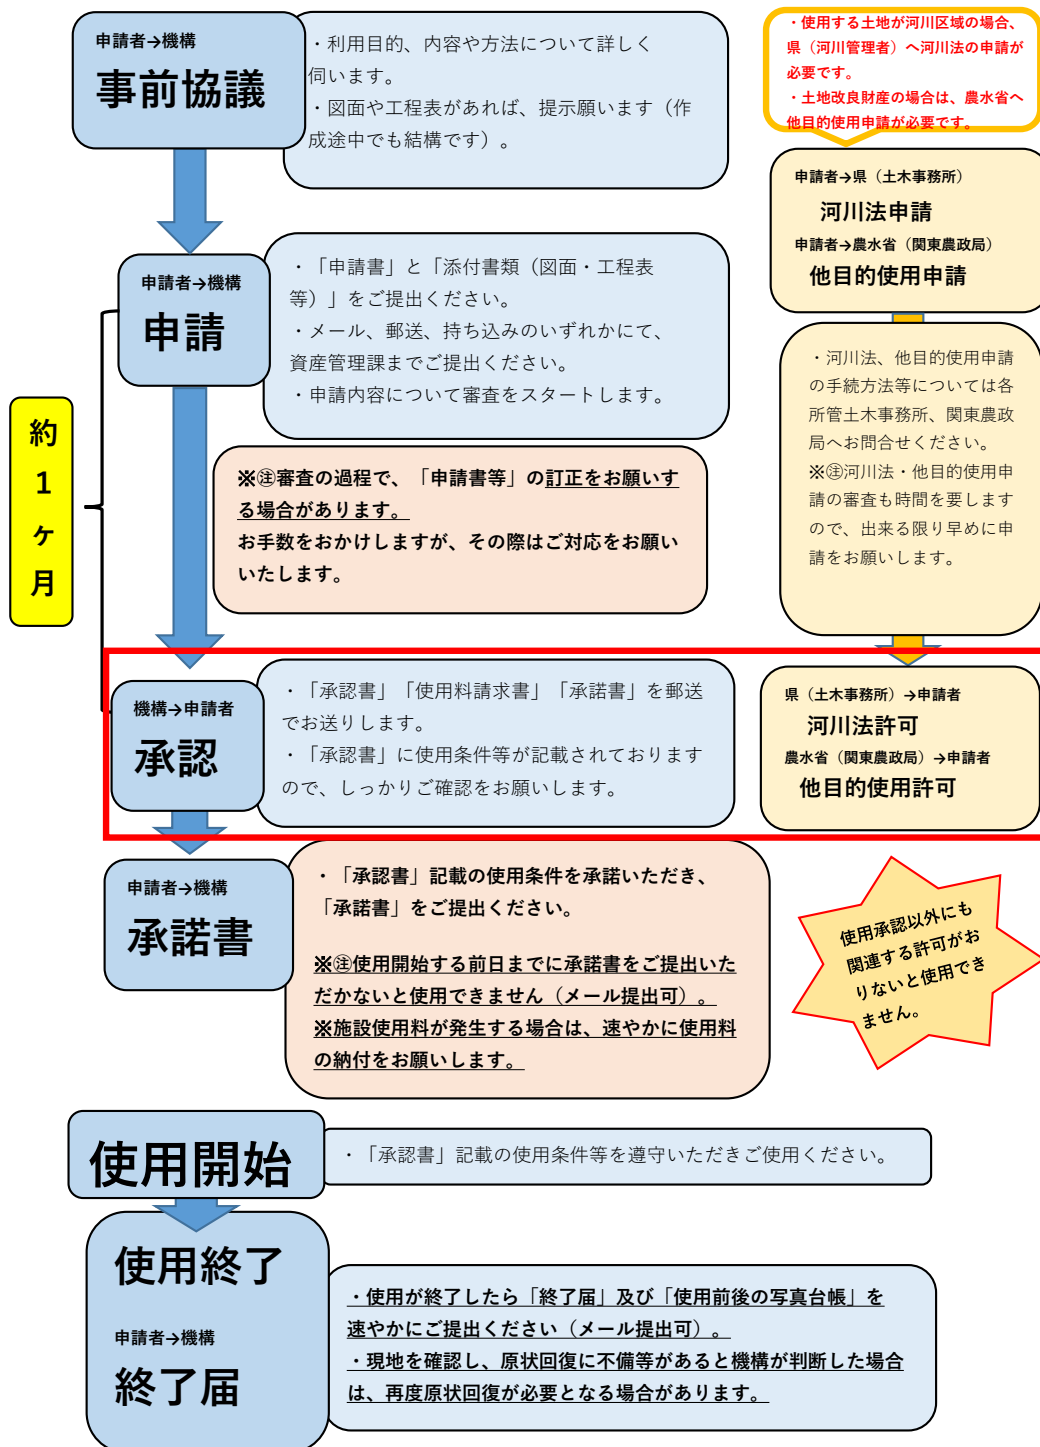 申請者→機構
事前協議
・利用目的、内容や方法について詳しく
伺います。
・図面や工程表があれば、提示願います（作
成途中でも結構です）。
・使用する土地が河川区域の場合、
県（河川管理者）へ河川法の申請が
必要です。
・土地改良財産の場合は、農水省へ
他目的使用申請が必要です。
申請者→県（土木事務所）
河川法申請
申請者→農水省（関東農政局）
他目的使用申請
申請者→機構
申請
・「申請書」と「添付書類（図面・工程表
等）」をご提出ください。
・メール、郵送、持ち込みのいずれかにて、
資産管理課までご提出ください。
・申請内容について審査をスタートします。
・河川法、他目的使用申請
の手続方法等については各
所管土木事務所、関東農政
局へお問合せください。
※㊟河川法・他目的使用申
請の審査も時間を要します
ので、出来る限り早めに申
請をお願いします。
約
１
ヶ
月
※㊟審査の過程で、「申請書等」の訂正をお願いす
る場合があります。
お手数をおかけしますが、その際はご対応をお願い
いたします。
機構→申請者
承認
・「承認書」「使用料請求書」「承諾書」を郵送
でお送りします。
・「承認書」に使用条件等が記載されております
ので、しっかりご確認をお願いします。
県（土木事務所）→申請者
河川法許可
農水省（関東農政局）→申請者
他目的使用許可
申請者→機構
承諾書
・「承認書」記載の使用条件を承諾いただき、
「承諾書」をご提出ください。
※㊟使用開始する前日までに承諾書をご提出いた
だかないと使用できません（メール提出可）。
※施設使用料が発生する場合は、速やかに使用料
の納付をお願いします。
使用承認以外にも
関連する許可がお
りないと使用でき
ません。
使用開始
・「承認書」記載の使用条件等を遵守いただきご使用ください。
使用終了
申請者→機構
終了届
・使用が終了したら「終了届」及び「使用前後の写真台帳」を
速やかにご提出ください（メール提出可）。
・現地を確認し、原状回復に不備等があると機構が判断した場合
は、再度原状回復が必要となる場合があります。